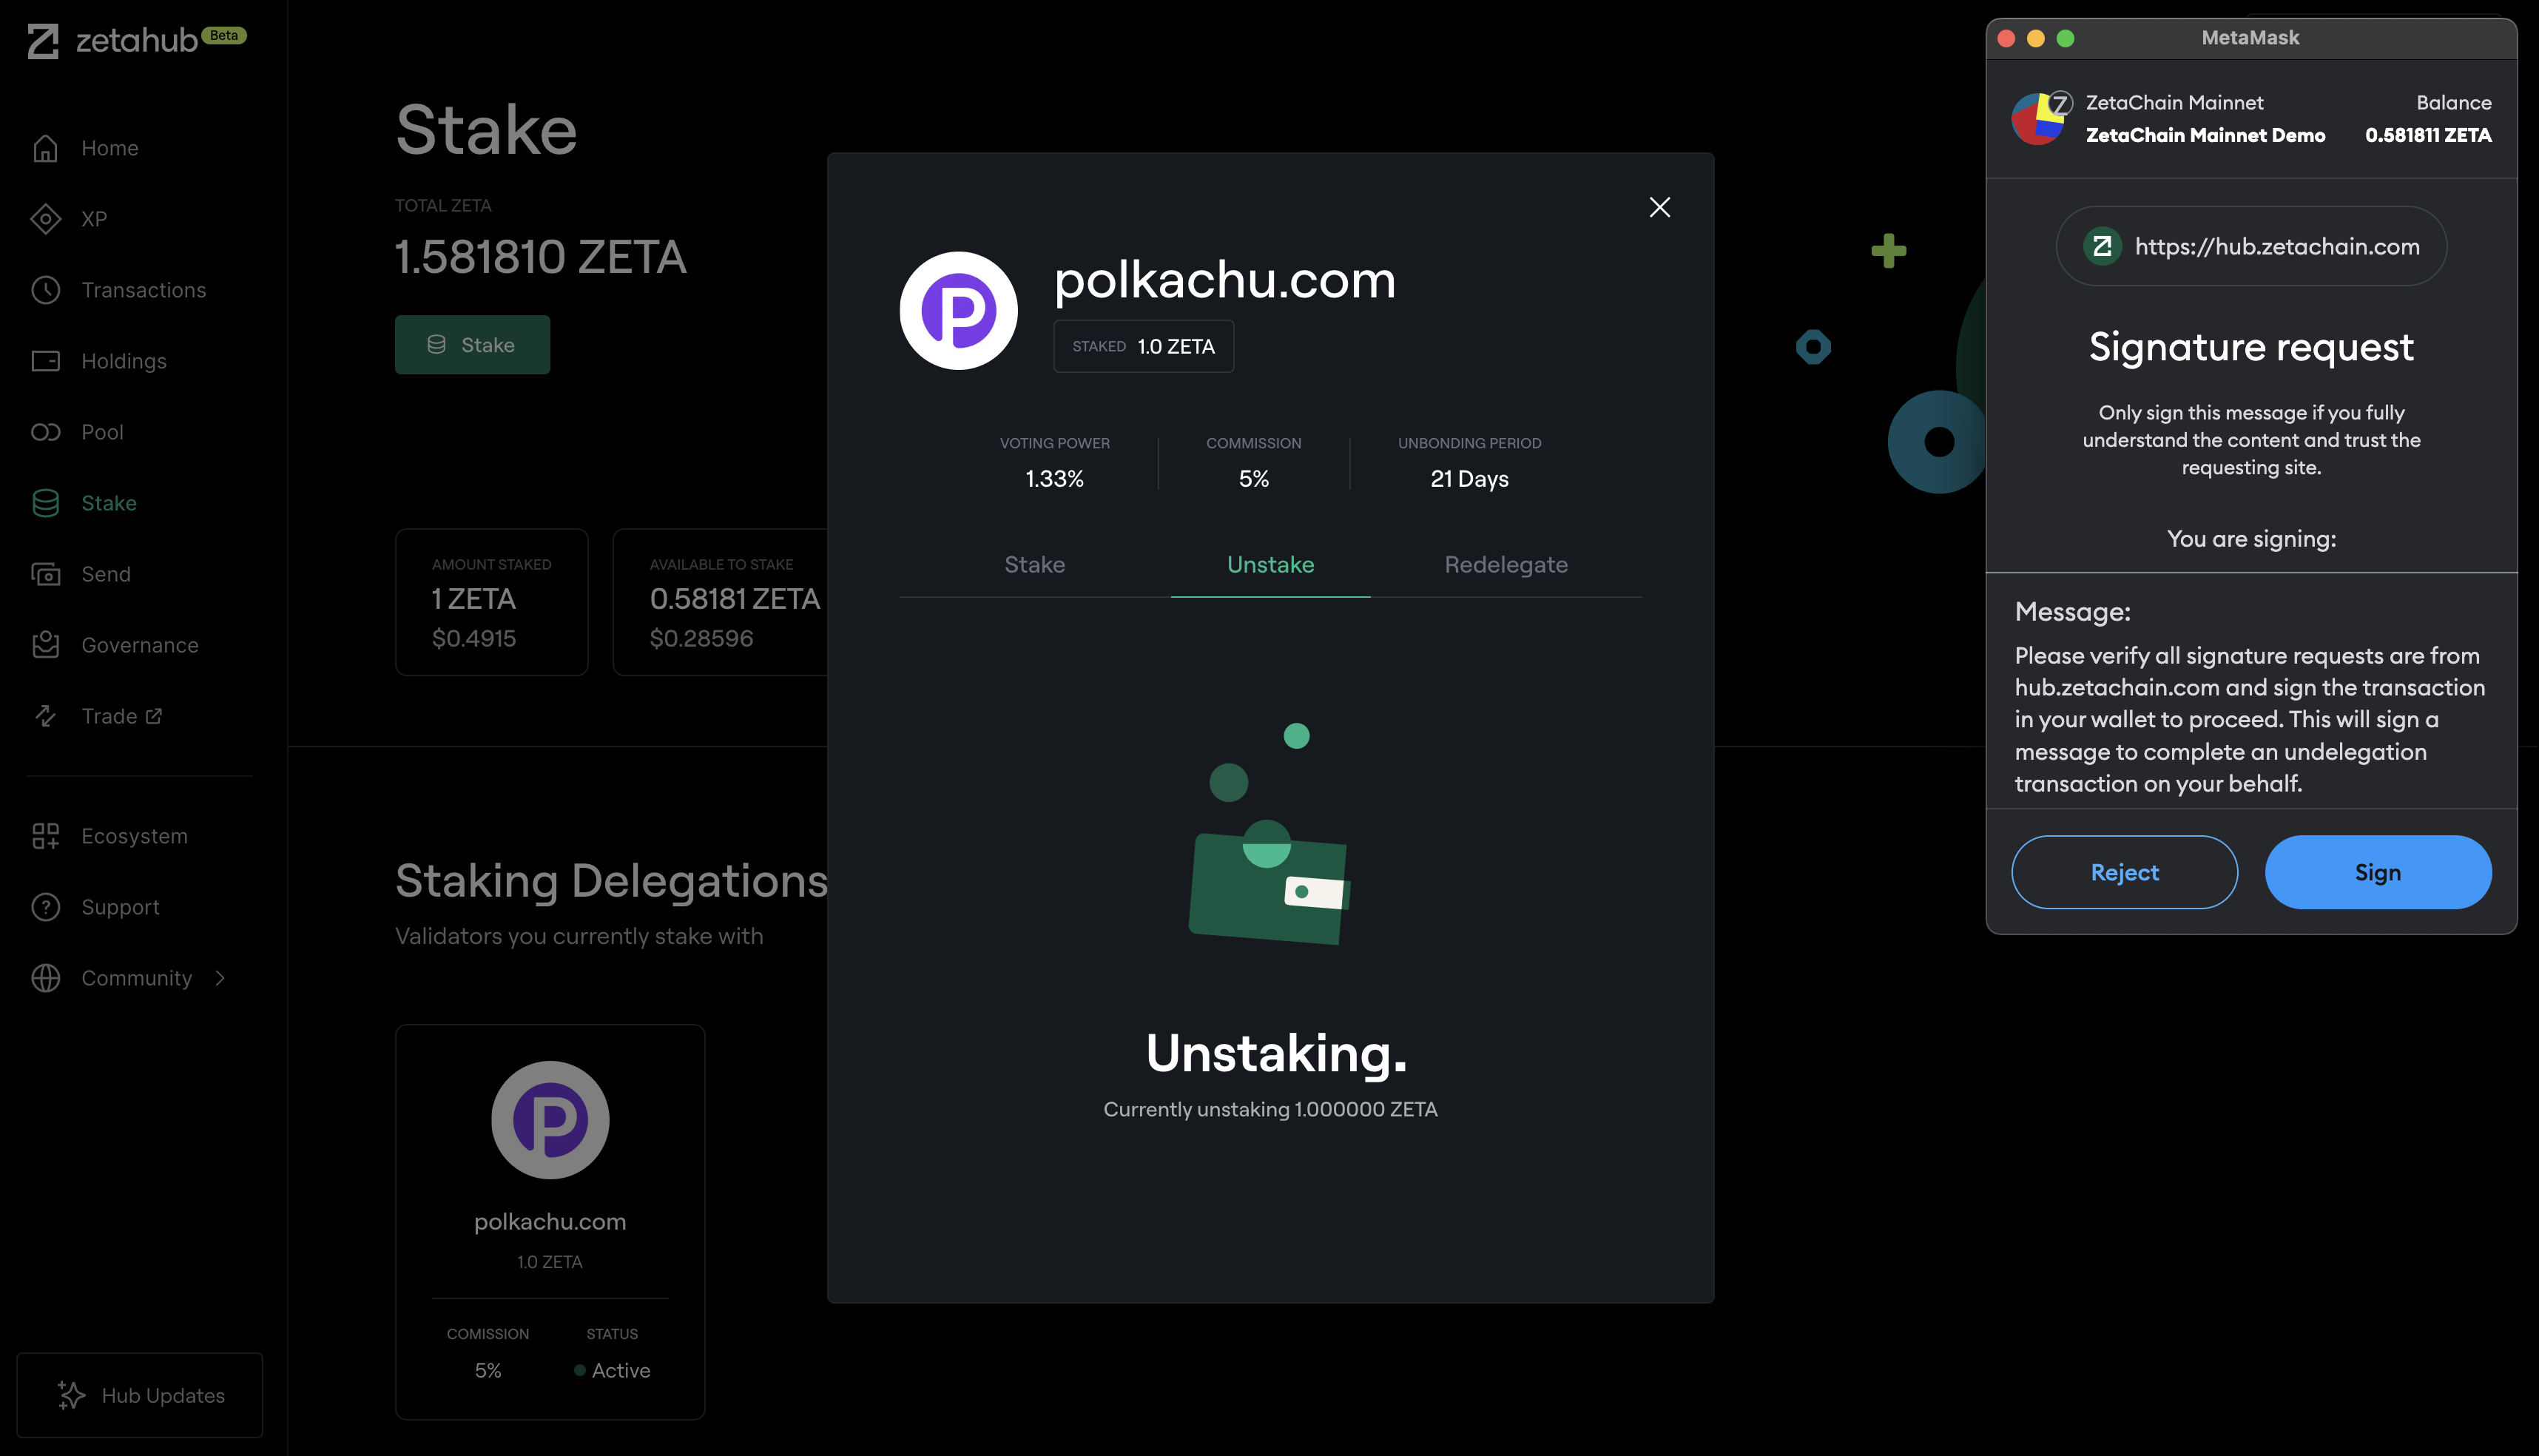 zetahub Beta
Home
XP
Transactions
Holdings
Pool
Stake
Send
Governance
Trade
Ecosystem
Support
Community
Hub Updates
Stake
TOTAL ZETA
1.581810 ZETA
Stake
AMOUNT STAKED
1 ZETA
$0.4915
AVAILABLE TO STAKE
0.58181 ZETA
$0.28596
Staking Delegations
Validators you currently stake with
P
polkachu.com
1.0 ZETA
COMISSION
5%
STATUS
Active
P
polkachu.com
STAKED 1.0 ZETA
VOTING POWER
1.33%
COMMISSION
5%
UNBONDING PERIOD
21 Days
Stake
Unstake
Redelegate
Unstaking.
Currently unstaking 1.000000 ZETA
MetaMask
ZetaChain Mainnet
Balance
ZetaChain Mainnet Demo
0.581811 ZETA
https://hub.zetachain.com
Signature request
Only sign this message if you fully
understand the content and trust the
requesting site.
You are signing:
Message:
Please verify all signature requests are from
hub.zetachain.com and sign the transaction
in your wallet to proceed. This will sign a
message to complete an undelegation
transaction on your behalf.
Reject
Sign